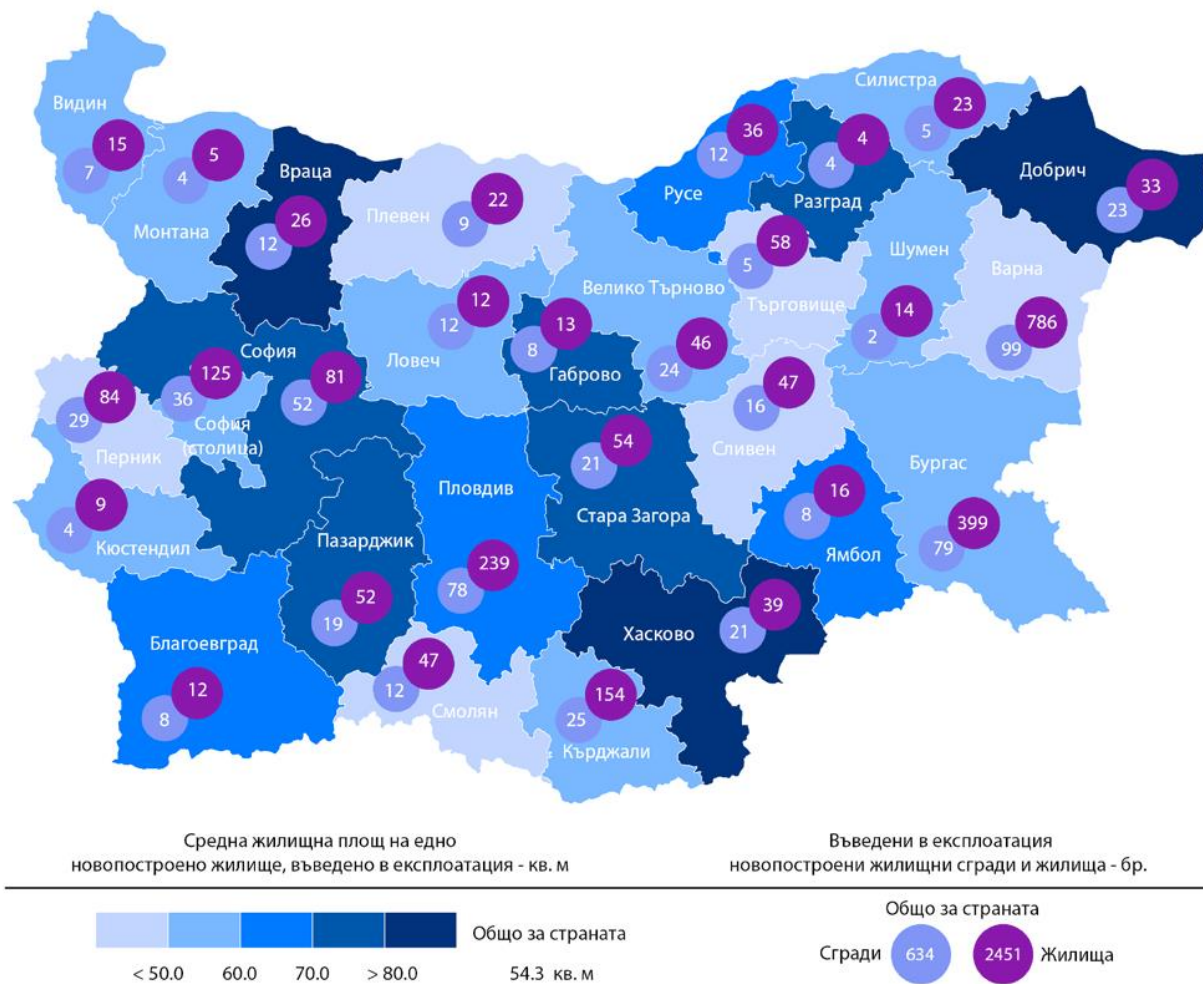 Видин
15
7
5
4
Монтана
Враца
26
12
Плевен
22
9
Русе
36
12
Разград
4
4
Силистра
23
5
Добрич
33
23
Шумен
14
2
Варна
786
99
58
5
Търговище
Велико Търново
46
24
12
12
Ловеч
13
8
Габрово
София
81
52
125
36
София
(столица)
84
29
Перник
9
4
Кюстендил
Пазарджик
52
19
Пловдив
239
78
54
21
Стара Загора
47
16
Сливен
Бургас
399
79
16
8
Ямбол
39
21
Хасково
Благоевград
12
8
47
12
Смолян
154
25
Кърджали
Средна жилищна площ на едно
новопостроено жилище, въведено в експлоатация - кв. м
Въведени в експлоатация
новопостроени жилищни сгради и жилища - бр.
Общо за страната
< 50.0 60.0 70.0 > 80.0 54.3 кв. м
Общо за страната
Сгради 634 2451 Жилища